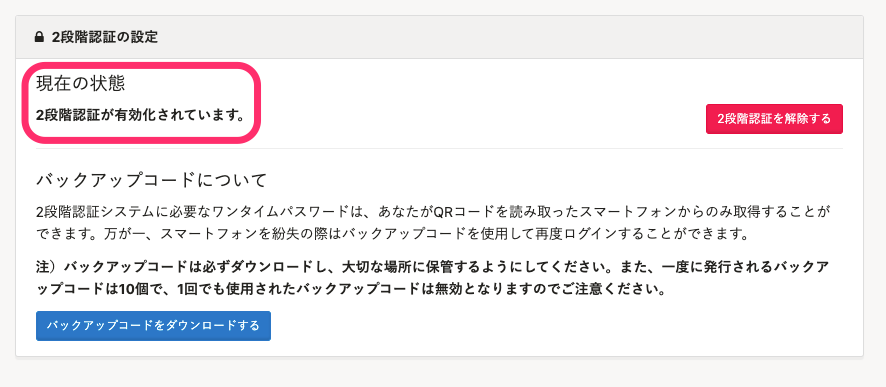 2段階認証の設定
現在の状態
2段階認証が有効化されています。
2段階認証を解除する
バックアップコードについて
2段階認証システムに必要なワンタイムパスワードは、あなたがQRコードを読み取ったスマートフォンからのみ取得することが
できます。万が一、スマートフォンを紛失の際はバックアップコードを使用して再度ログインすることができます。
注）バックアップコードは必ずダウンロードし、大切な場所に保管するようにしてください。また、一度に発行されるバックア
ップコードは10個で、1回でも使用されたバックアップコードは無効となりますのでご注意ください。
バックアップコードをダウンロードする